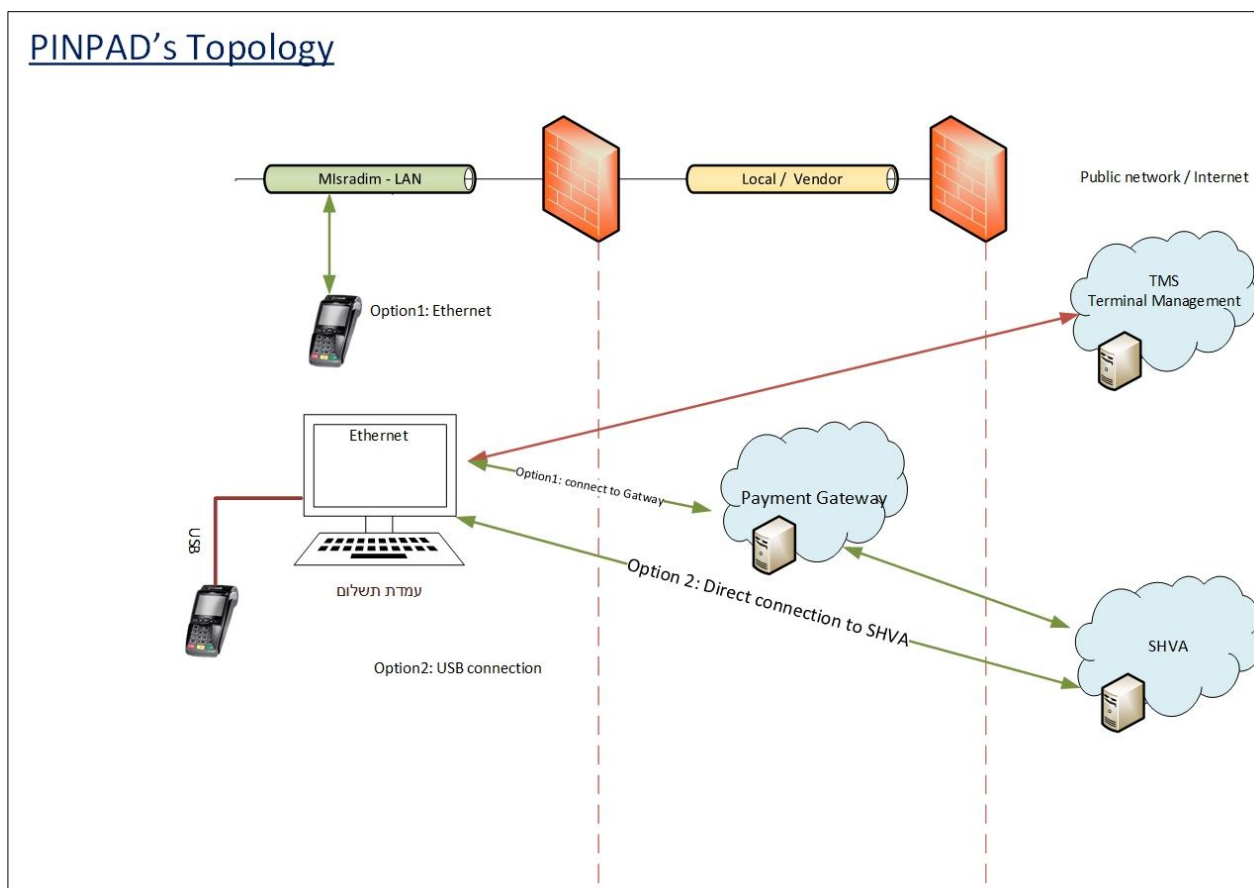 PINPAD's Topology
MIsradim - LAN
Local / Vendor
Public network / Internet
TMS
Terminal Management
Option1: Ethernet
Ethernet
Option1: connect to Gatway
Payment Gateway
USB
Option 2: Direct connection to SHVA
עמדת תשלום
SHVA
Option2: USB connection